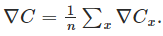 ∇C = 1/n ∑ₓ ∇Cₓ.